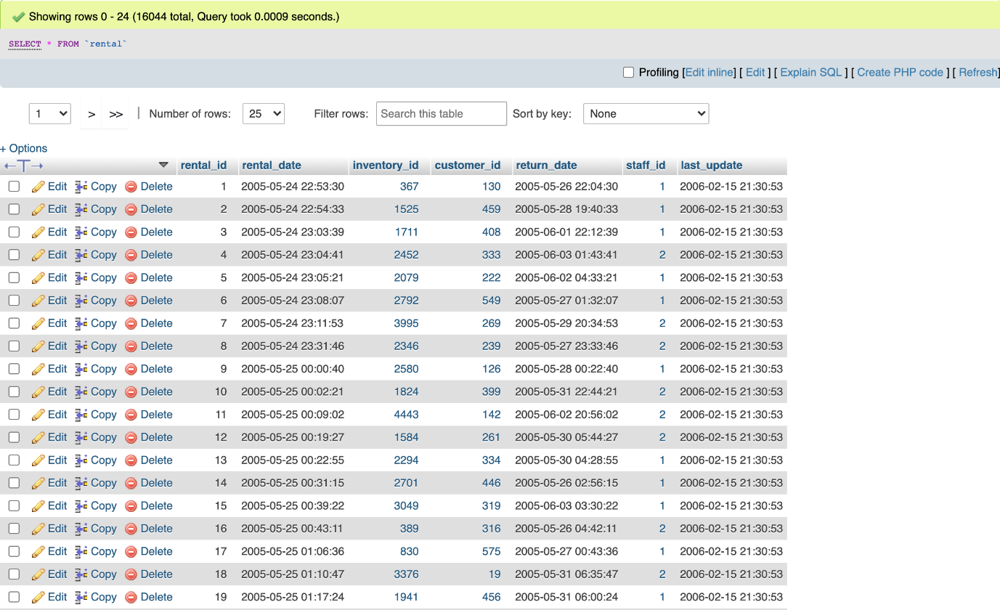 Showing rows 0 - 24 (16044 total, Query took 0.0009 seconds.)
SELECT * FROM `rental`
Profiling [Edit inline] [ Edit ] [ Explain SQL ] [ Create PHP code ] [ Refresh]
1 > >> | Number of rows: 25 Filter rows: Search this table Sort by key: None
+ Options
←T→ rental_id rental_date inventory_id customer_id return_date staff_id last_update
Edit Copy Delete 1 2005-05-24 22:53:30 367 130 2005-05-26 22:04:30 1 2006-02-15 21:30:53
Edit Copy Delete 2 2005-05-24 22:54:33 1525 459 2005-05-28 19:40:33 1 2006-02-15 21:30:53
Edit Copy Delete 3 2005-05-24 23:03:39 1711 408 2005-06-01 22:12:39 1 2006-02-15 21:30:53
Edit Copy Delete 4 2005-05-24 23:04:41 2452 333 2005-06-03 01:43:41 2 2006-02-15 21:30:53
Edit Copy Delete 5 2005-05-24 23:05:21 2079 222 2005-06-02 04:33:21 1 2006-02-15 21:30:53
Edit Copy Delete 6 2005-05-24 23:08:07 2792 549 2005-05-27 01:32:07 1 2006-02-15 21:30:53
Edit Copy Delete 7 2005-05-24 23:11:53 3995 269 2005-05-29 20:34:53 2 2006-02-15 21:30:53
Edit Copy Delete 8 2005-05-24 23:31:46 2346 239 2005-05-27 23:33:46 2 2006-02-15 21:30:53
Edit Copy Delete 9 2005-05-25 00:00:40 2580 126 2005-05-28 00:22:40 1 2006-02-15 21:30:53
Edit Copy Delete 10 2005-05-25 00:02:21 1824 399 2005-05-31 22:44:21 2 2006-02-15 21:30:53
Edit Copy Delete 11 2005-05-25 00:09:02 4443 142 2005-06-02 20:56:02 2 2006-02-15 21:30:53
Edit Copy Delete 12 2005-05-25 00:19:27 1584 261 2005-05-30 05:44:27 2 2006-02-15 21:30:53
Edit Copy Delete 13 2005-05-25 00:22:55 2294 334 2005-05-30 04:28:55 1 2006-02-15 21:30:53
Edit Copy Delete 14 2005-05-25 00:31:15 2701 446 2005-05-26 02:56:15 1 2006-02-15 21:30:53
Edit Copy Delete 15 2005-05-25 00:39:22 3049 319 2005-06-03 03:30:22 1 2006-02-15 21:30:53
Edit Copy Delete 16 2005-05-25 00:43:11 389 316 2005-05-26 04:42:11 2 2006-02-15 21:30:53
Edit Copy Delete 17 2005-05-25 01:06:36 830 575 2005-05-27 00:43:36 1 2006-02-15 21:30:53
Edit Copy Delete 18 2005-05-25 01:10:47 3376 19 2005-05-31 06:35:47 2 2006-02-15 21:30:53
Edit Copy Delete 19 2005-05-25 01:17:24 1941 456 2005-05-31 06:00:24 1 2006-02-15 21:30:53